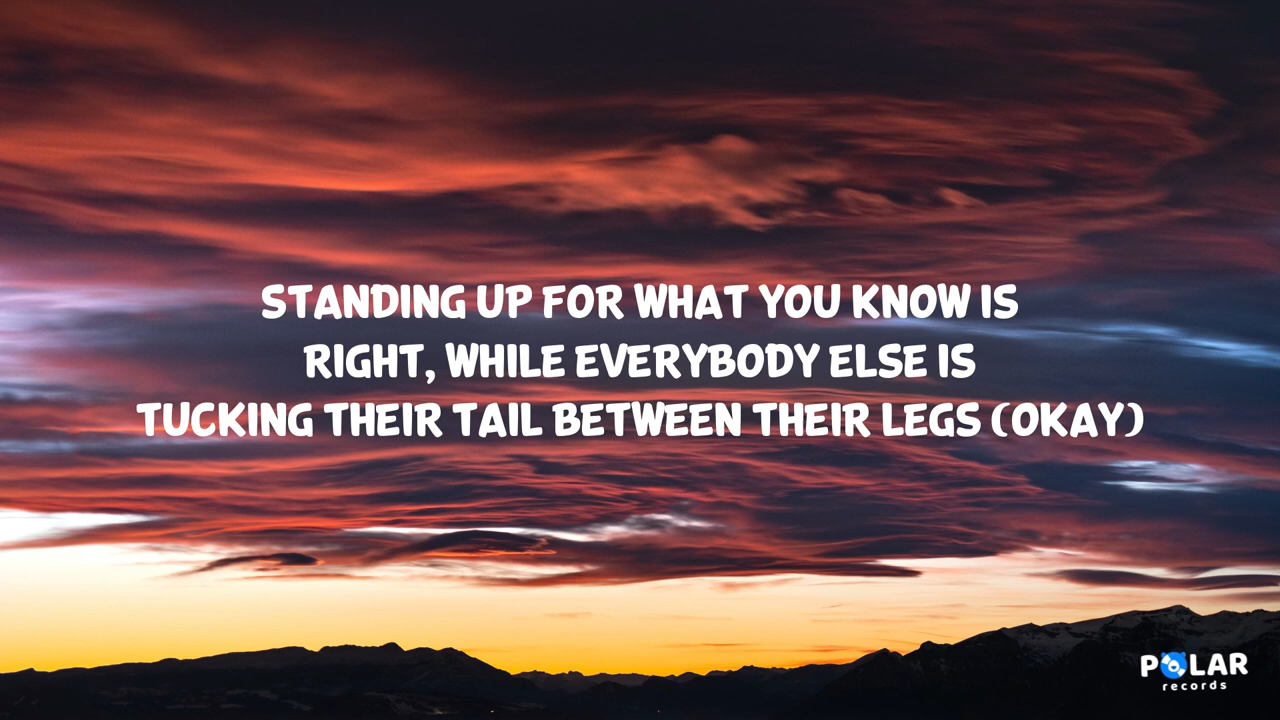 STANDING UP FOR WHAT YOU KNOW IS
RIGHT, WHILE EVERYBODY ELSE IS
TUCKING THEIR TAIL BETWEEN THEIR LEGS (OKAY)
POLAR
records